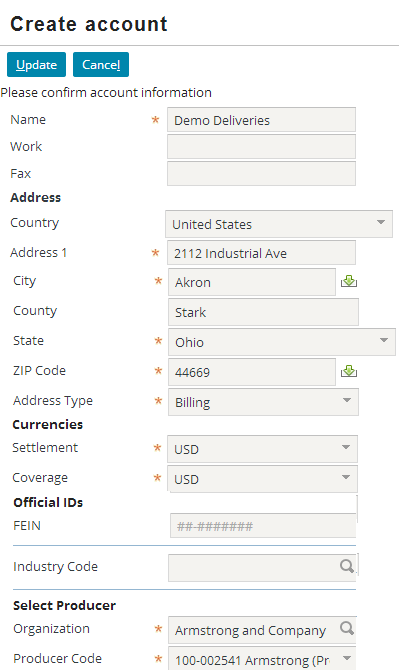 Create account
Update Cancel
Please confirm account information
Name * Demo Deliveries
Work
Fax
Address
Country United States
Address 1 * 2112 Industrial Ave
City * Akron
County Stark
State * Ohio
ZIP Code * 44669
Address Type * Billing
Currencies
Settlement * USD
Coverage * USD
Official IDs
FEIN ##-#######
Industry Code
Select Producer
Organization * Armstrong and Company
Producer Code * 100-002541 Armstrong (Pr